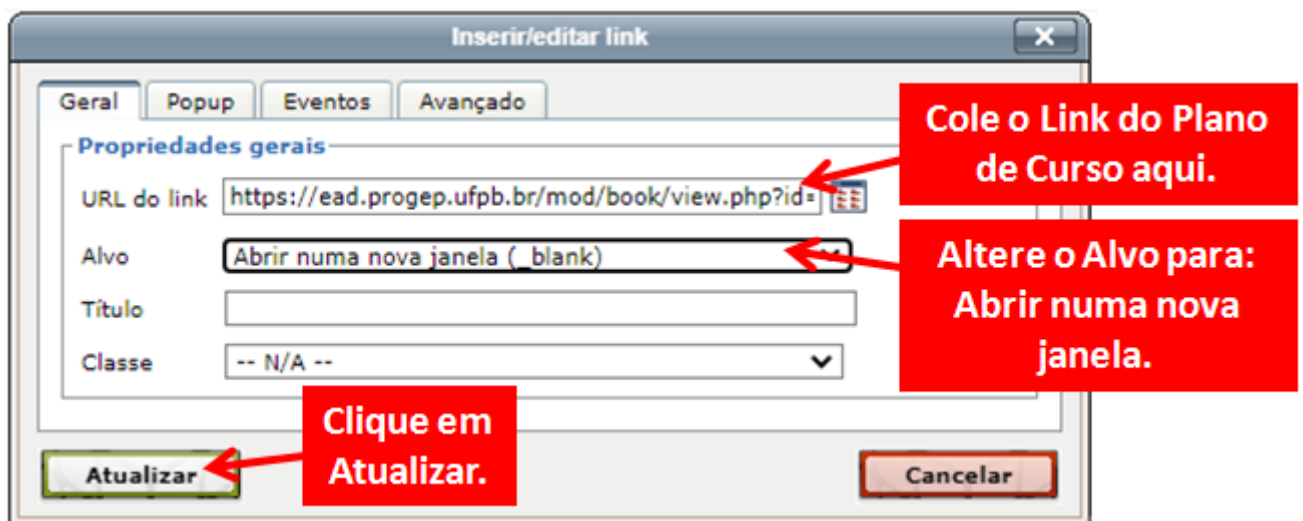 Inserir/editar link
Geral Popup Eventos Avançado
Propriedades gerais
URL do link https://ead.progep.ufpb.br/mod/book/view.php?id=
Cole o Link do Plano
de Curso aqui.
Alvo Abrir numa nova janela (_blank)
Altere o Alvo para:
Abrir numa nova
janela.
Título
Classe -- N/A --
Clique em
Atualizar.
Atualizar
Cancelar